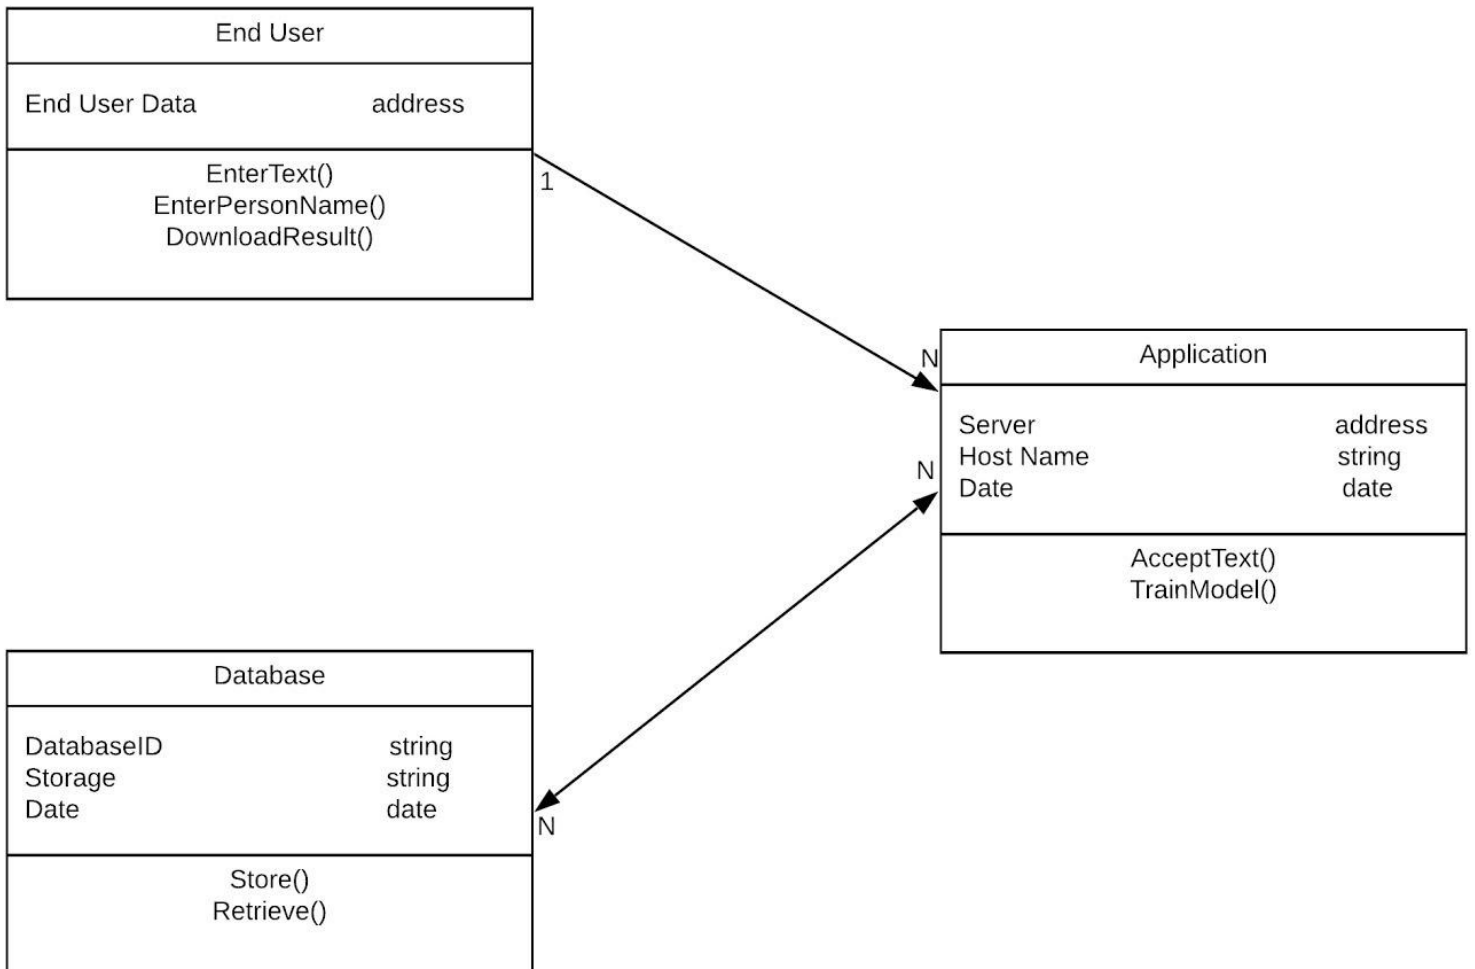 End User
End User Data address
EnterText()
EnterPersonName()
DownloadResult()
1
N
Application
Server address
Host Name string
Date date
AcceptText()
TrainModel()
N
Database
DatabaseID string
Storage string
Date date
Store()
Retrieve()
N